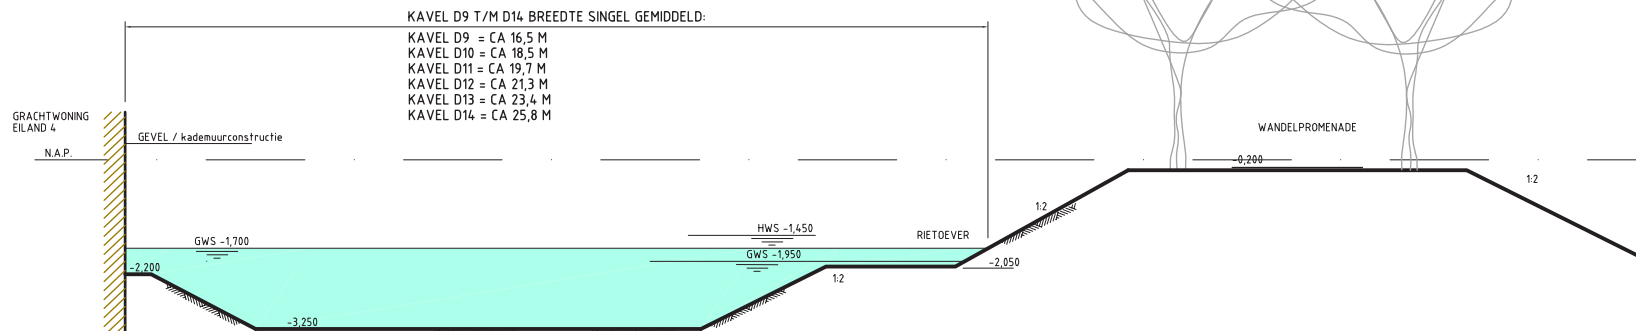 KAVEL D9 T/M D14 BREEDTE SINGEL GEMIDDELD:
KAVEL D9 = CA 16,5 M
KAVEL D10 = CA 18,5 M
KAVEL D11 = CA 19,7 M
KAVEL D12 = CA 21,3 M
KAVEL D13 = CA 23,4 M
KAVEL D14 = CA 25,8 M
GRACHTWONING
EILAND 4
GEVEL / kademuurconstructie
N.A.P.
WANDELPROMENADE
-0,200
1:2
1:2
HWS -1,450
RIETOEVER
GWS -1,700
GWS -1,950
-2,050
-2,200
1:2
-3,250